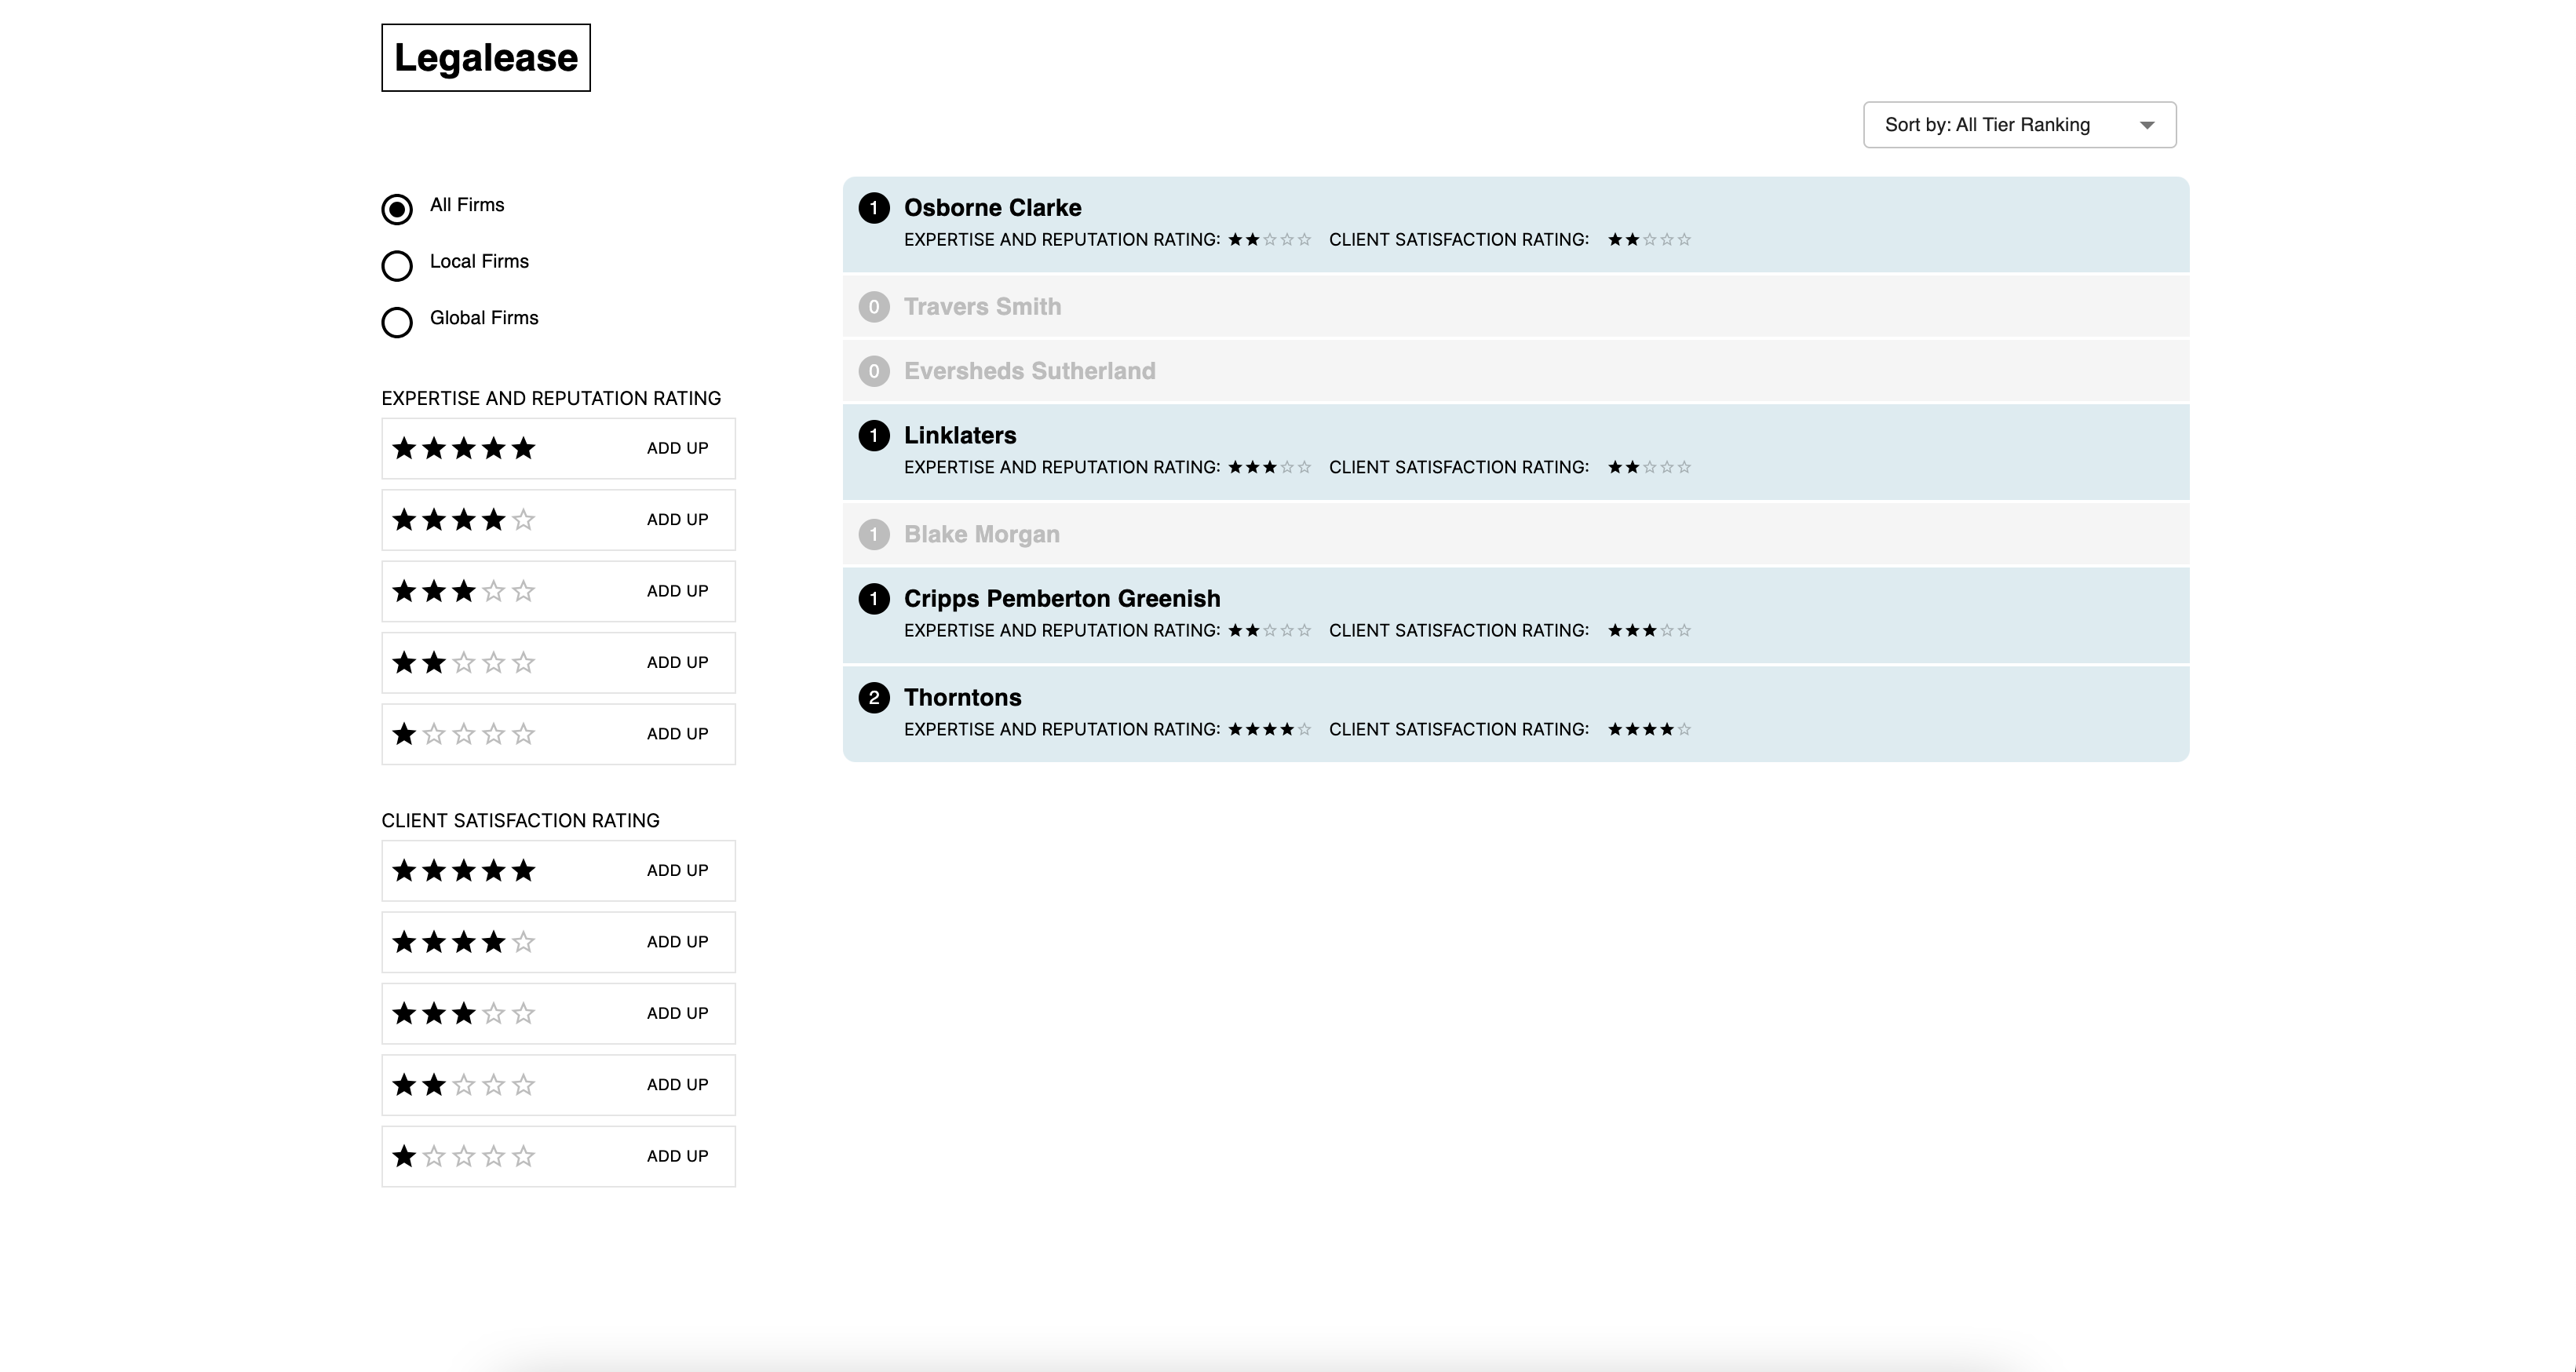 Legalease
Sort by: All Tier Ranking
All Firms
Local Firms
Global Firms
EXPERTISE AND REPUTATION RATING
ADD UP
ADD UP
ADD UP
ADD UP
ADD UP
CLIENT SATISFACTION RATING
ADD UP
ADD UP
ADD UP
ADD UP
ADD UP
1 Osborne Clarke
EXPERTISE AND REPUTATION RATING: CLIENT SATISFACTION RATING:
0 Travers Smith
0 Eversheds Sutherland
1 Linklaters
EXPERTISE AND REPUTATION RATING: CLIENT SATISFACTION RATING:
1 Blake Morgan
1 Cripps Pemberton Greenish
EXPERTISE AND REPUTATION RATING: CLIENT SATISFACTION RATING:
2 Thorntons
EXPERTISE AND REPUTATION RATING: CLIENT SATISFACTION RATING: